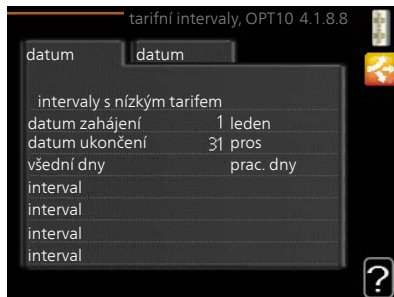 tarifní intervaly, OPT10 4.1.8.8
datum datum
intervaly s nízkým tarifem
datum zahájení 1 leden
datum ukončení 31 pros
všední dny prac. dny
interval
interval
interval
interval
?